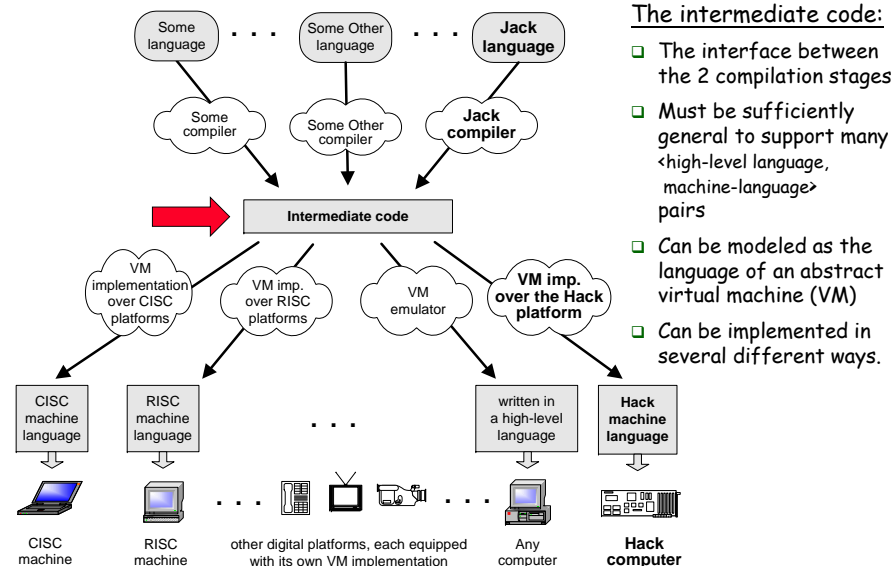 Some
language
. . .
Some Other
language
. . .
Jack
language
Some
compiler
Some Other
compiler
Jack
compiler
Intermediate code
VM
implementation
over CISC
platforms
VM imp.
over RISC
platforms
VM
emulator
VM imp.
over the Hack
platform
CISC
machine
language
RISC
machine
language
. . .
written in
a high-level
language
Hack
machine
language
. . .
. . .
CISC
machine
RISC
machine
other digital platforms, each equipped
with its own VM implementation
Any
computer
Hack
computer
The intermediate code:
❑ The interface between
the 2 compilation stages
❑ Must be sufficiently
general to support many
<high-level language,
machine-language>
pairs
❑ Can be modeled as the
language of an abstract
virtual machine (VM)
❑ Can be implemented in
several different ways.